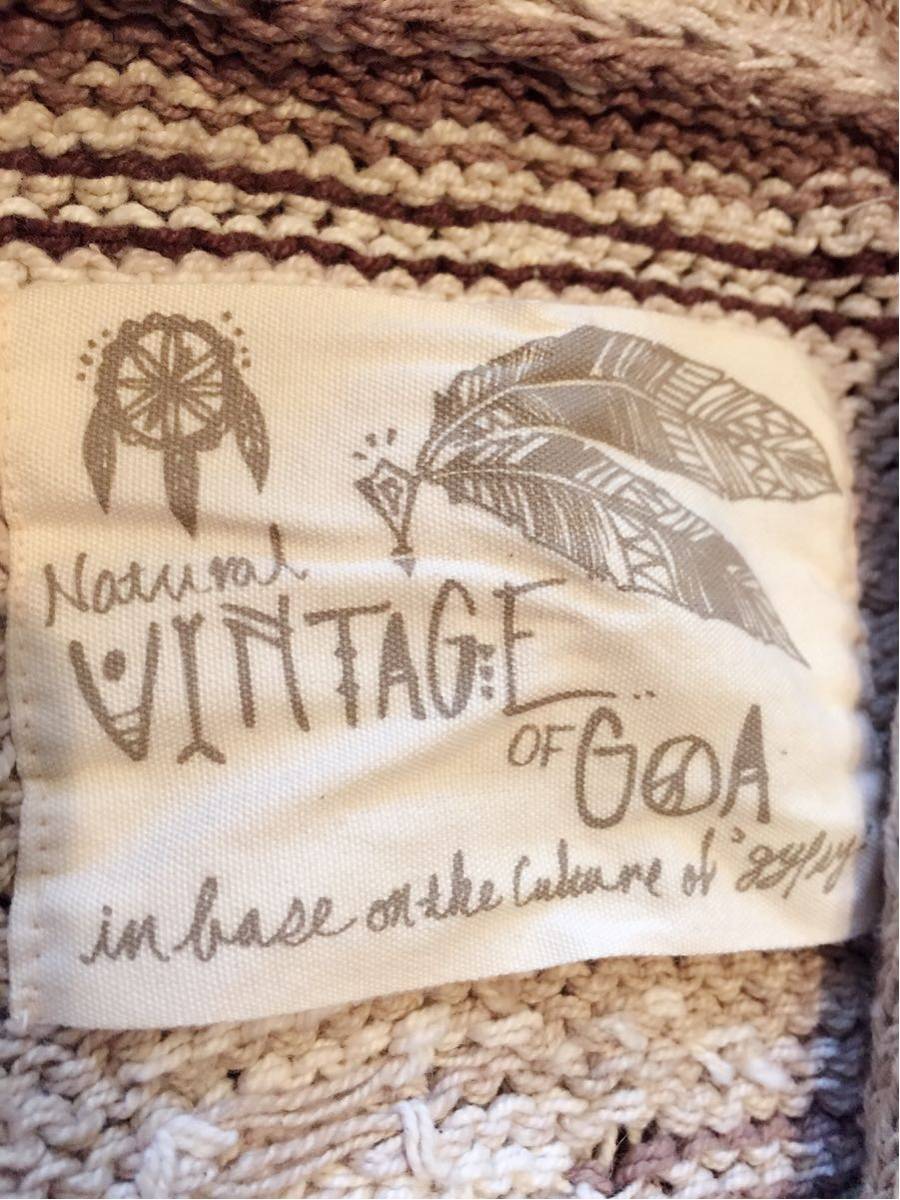 Natural
VINTAGE
OF GOA
in base on the Culture of "gypsy"